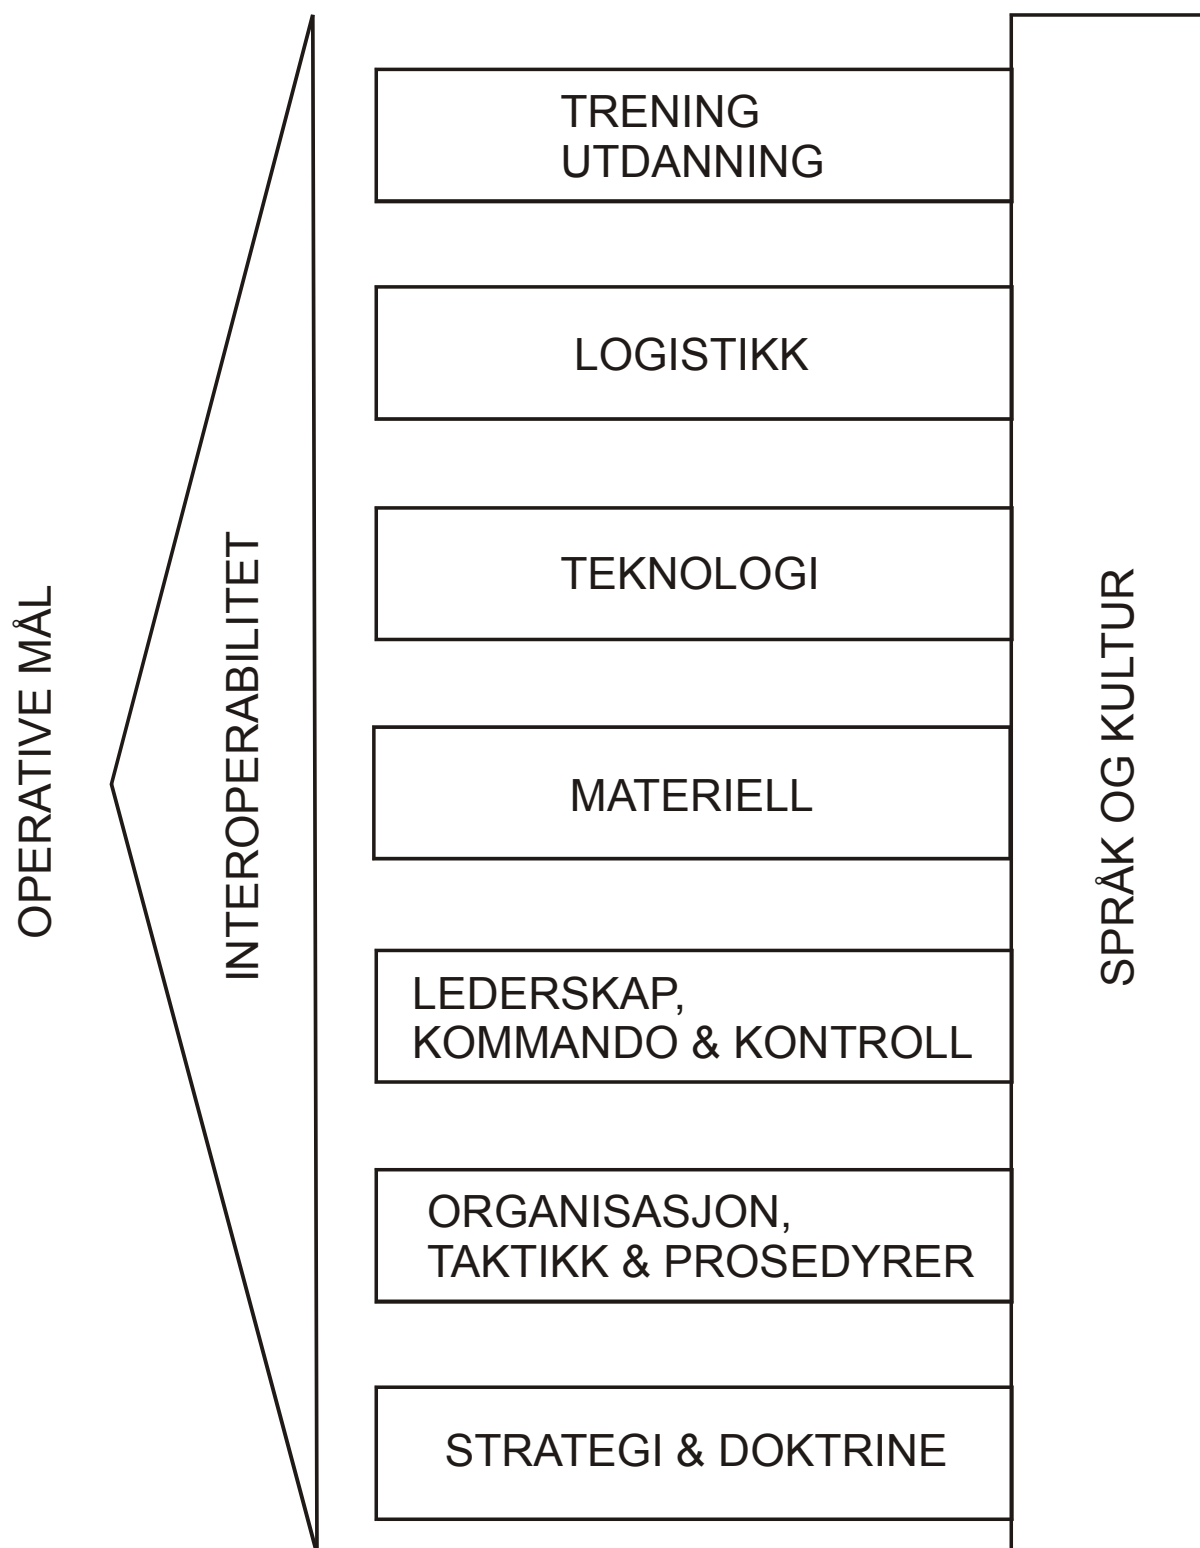 OPERATIVE MÅL
INTEROPERABILITET
TRENING
UTDANNING
LOGISTIKK
TEKNOLOGI
MATERIELL
LEDERSKAP,
KOMMANDO & KONTROLL
ORGANISASJON,
TAKTIKK & PROSEDYRER
STRATEGI & DOKTRINE
SPRÅK OG KULTUR